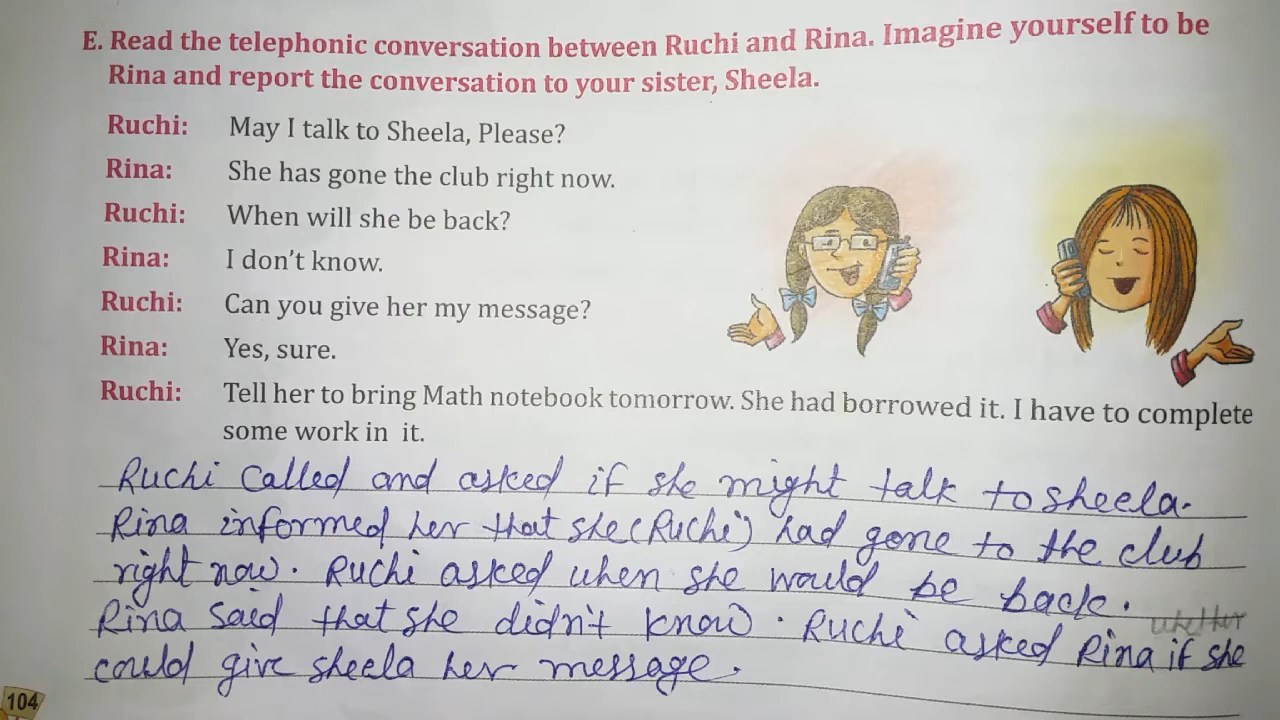 E. Read the telephonic conversation between Ruchi and Rina. Imagine yourself to be
Rina and report the conversation to your sister, Sheela.
Ruchi: May I talk to Sheela, Please?
Rina: She has gone the club right now.
Ruchi: When will she be back?
Rina: I don't know.
Ruchi: Can you give her my message?
Rina: Yes, sure.
Ruchi: Tell her to bring Math notebook tomorrow. She had borrowed it. I have to complete
some work in it.
Ruchi called and asked if she might talk to sheela.
Rina informed her that she (Ruchi) had gone to the club
right now. Ruchi asked when she would be back.
Rina said that she didn't know. Ruchi asked Rina if she
whether
could give sheela her message.
104